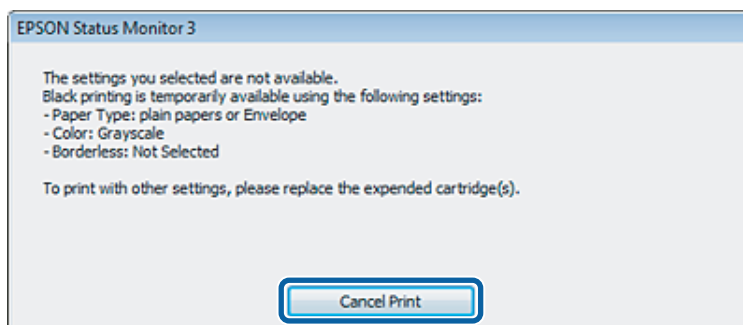 EPSON Status Monitor 3
The settings you selected are not available.
Black printing is temporarily available using the following settings:
- Paper Type: plain papers or Envelope
- Color: Grayscale
- Borderless: Not Selected
To print with other settings, please replace the expended cartridge(s).
Cancel Print